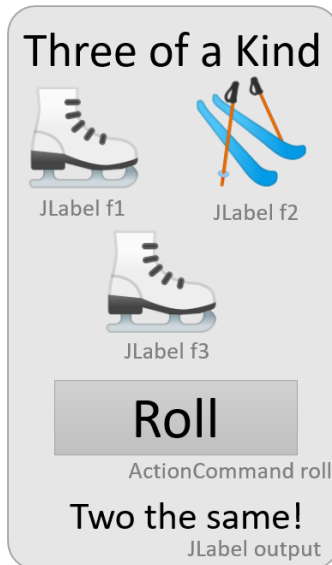 Three of a Kind
JLabel f1
JLabel f2
JLabel f3
Roll
ActionCommand roll
Two the same!
JLabel output